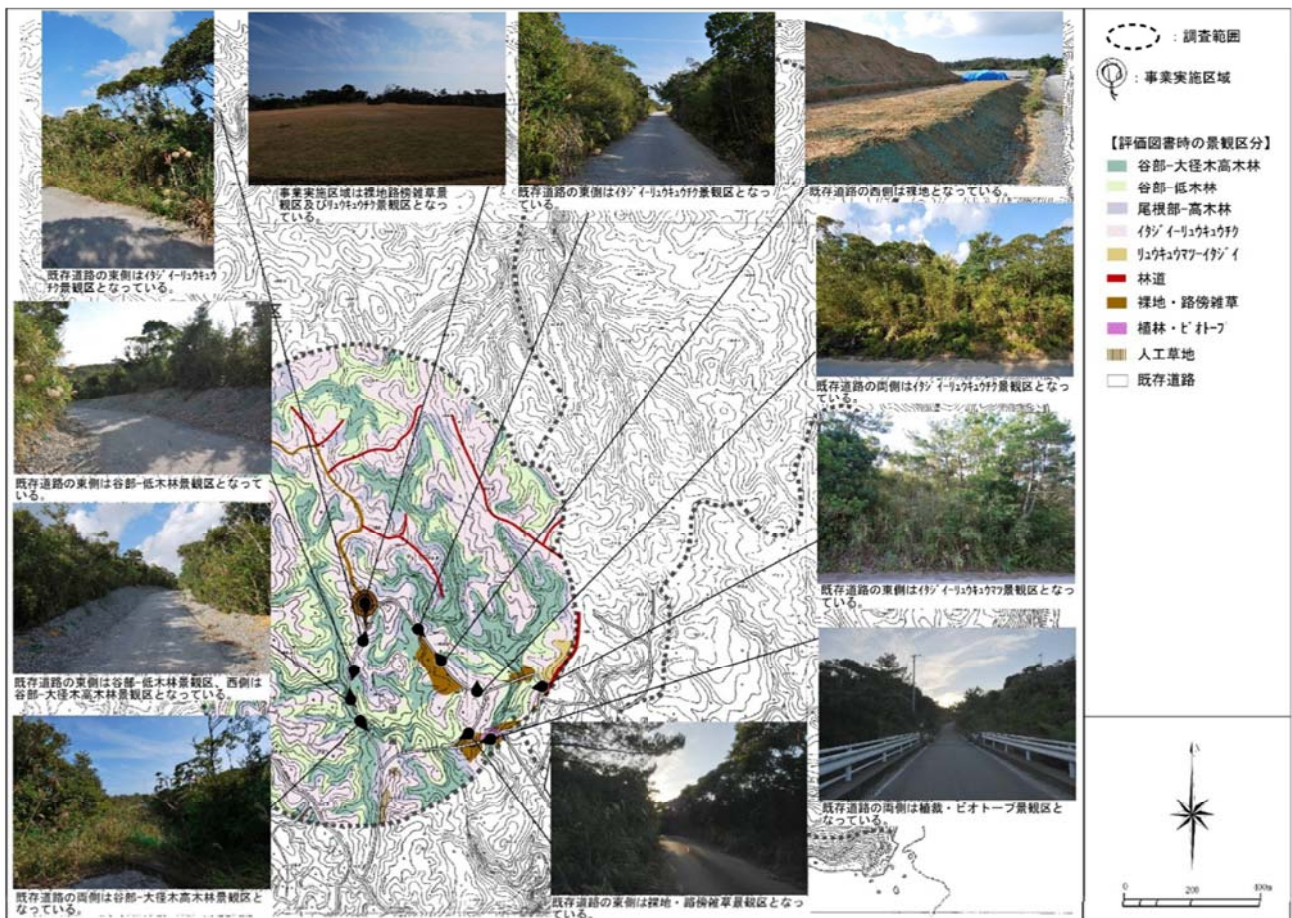 既存道路の東側はｲﾀｼﾞｲｰﾘｭｳｷｭｳ
ﾁｸ景観区となっている。
事業実施区域は裸地路傍雑草景
観区及びﾘｭｳｷｭｳﾁｸ景観区となっ
ている。
既存道路の東側はｲﾀｼﾞｲｰﾘｭｳｷｭｳﾁｸ景観区となっ
ている。
既存道路の西側は裸地となっている。
既存道路の両側はｲﾀｼﾞｲｰﾘｭｳｷｭｳﾁｸ景観区となっ
ている。
既存道路の東側は谷部-低木林景観区となって
いる。
既存道路の東側はｲﾀｼﾞｲｰﾘｭｳｷｭｳﾏﾂ景観区となっ
ている。
既存道路の東側は谷部-低木林景観区、西側は
谷部-大径木高木林景観区となっている。
既存道路の両側は植裁・ビオトープ景観区と
なっている。
既存道路の両側は谷部-大径木高木林景観区と
なっている。
既存道路の東側は裸地・路傍雑草景観区となっ
ている。
：調査範囲
：事業実施区域
【評価図書時の景観区分】
谷部-大径木高木林
谷部-低木林
尾根部-高木林
ｲﾀｼﾞｲｰﾘｭｳｷｭｳﾁｸ
ﾘｭｳｷｭｳﾏﾂｰｲﾀｼﾞｲ
林道
裸地・路傍雑草
植林・ﾋﾞｵﾄｰﾌﾟ
人工草地
既存道路
0 200 400m